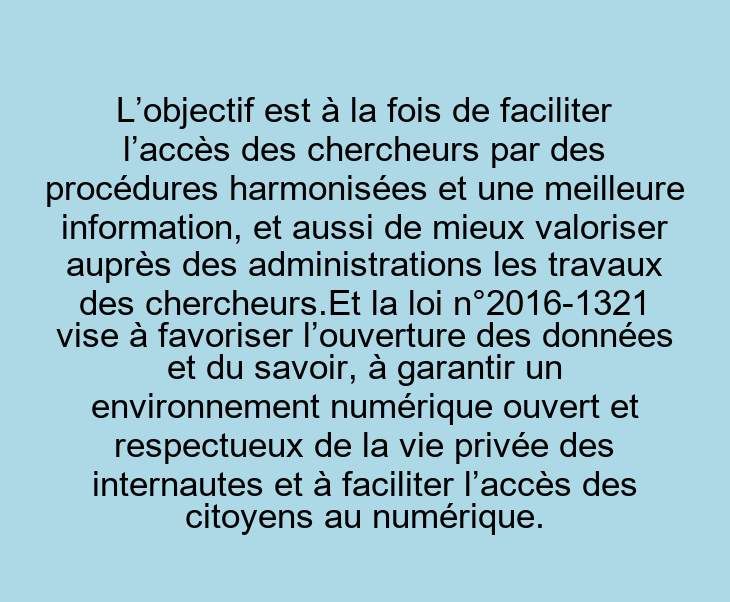 L’objectif est à la fois de faciliter
l’accès des chercheurs par des
procédures harmonisées et une meilleure
information, et aussi de mieux valoriser
auprès des administrations les travaux
des chercheurs.Et la loi n°2016-1321
vise à favoriser l’ouverture des données
et du savoir, à garantir un
environnement numérique ouvert et
respectueux de la vie privée des
internautes et à faciliter l’accès des
citoyens au numérique.